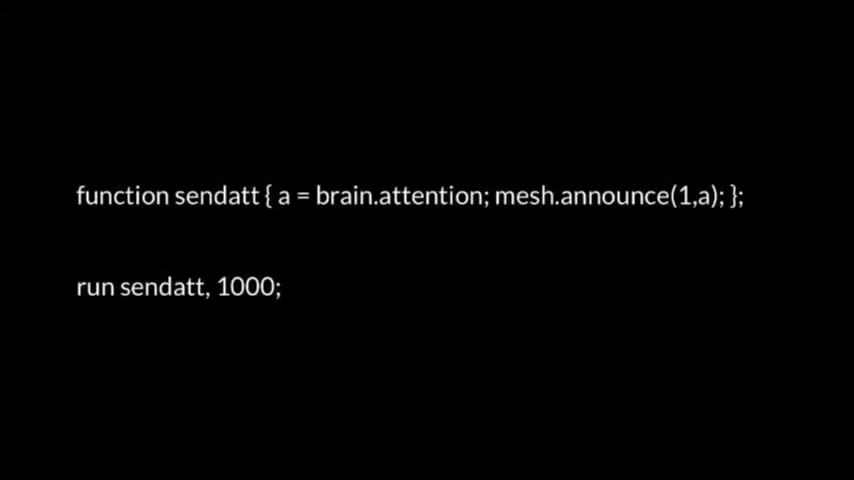 function sendatt { a = brain.attention; mesh.announce(1,a); };
run sendatt, 1000;